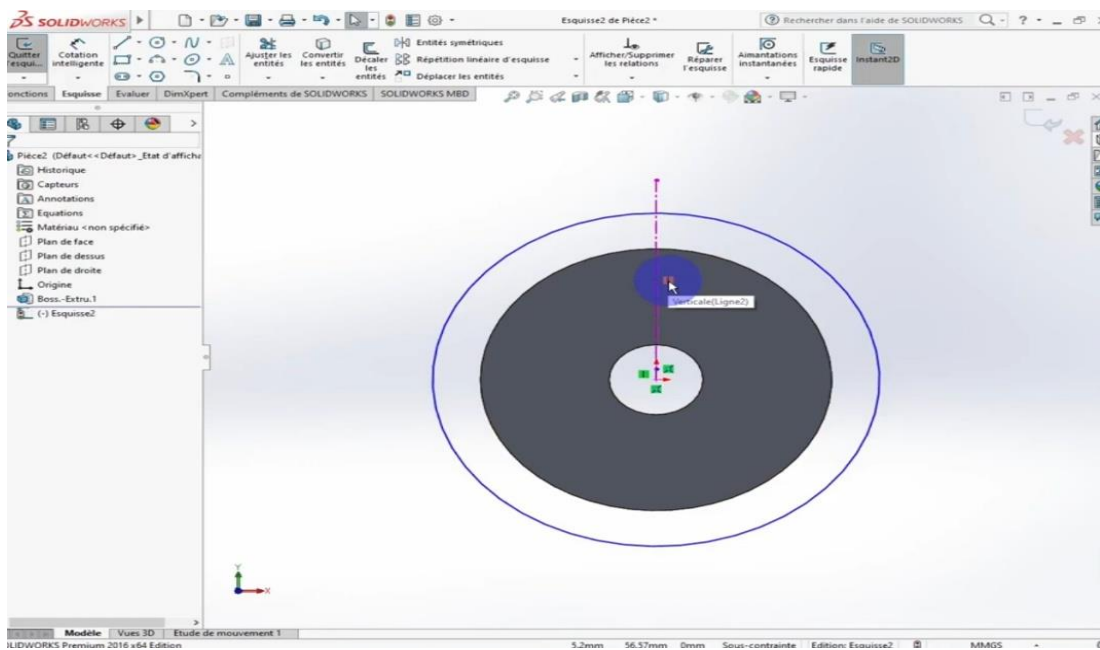 SOLIDWORKS
Esquisse2 de Pièce2 *
Rechercher dans l'aide de SOLIDWORKS
Quitter
l'esqui...
Cotation
intelligente
Ajuster les
entités
Convertir
les entités
Décaler
les
entités
Entités symétriques
Répétition linéaire d'esquisse
Déplacer les entités
Afficher/Supprimer
les relations
Réparer
l'esquisse
Aimantations
instantanées
Esquisse
rapide
Instant2D
onctions Esquisse Evaluer DimXpert Compléments de SOLIDWORKS SOLIDWORKS MBD
Pièce2 (Défaut<<Défaut>_Etat d'afficha
Historique
Capteurs
Annotations
Equations
Matériau <non spécifié>
Plan de face
Plan de dessus
Plan de droite
Origine
Boss.-Extru.1
(-) Esquisse2
Verticale(Ligne2)
Y
X
Modèle Vues 3D Etude de mouvement 1
OLIDWORKS Premium 2016 x64 Edition
5.2mm 56.57mm 0mm Sous-contrainte Edition: Esquisse2 MMGS